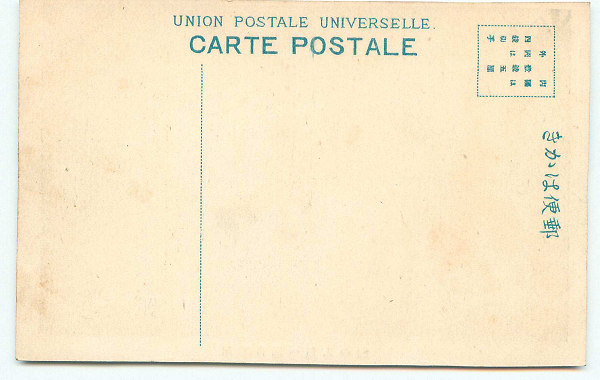 UNION POSTALE UNIVERSELLE.
CARTE POSTALE
きかは便郵